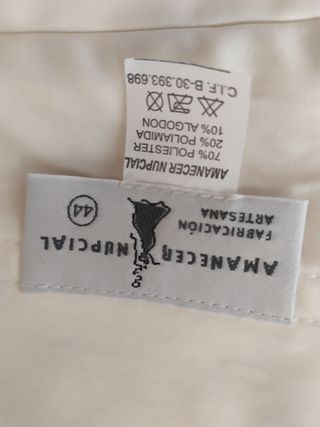 AMANECER NUPCIAL
FABRICACIÓN
ARTESANA
44
AMANECER NUPCIAL
70% POLIESTER
20% POLIAMIDA
10% ALGODON
C.I.F. B-30.393.698